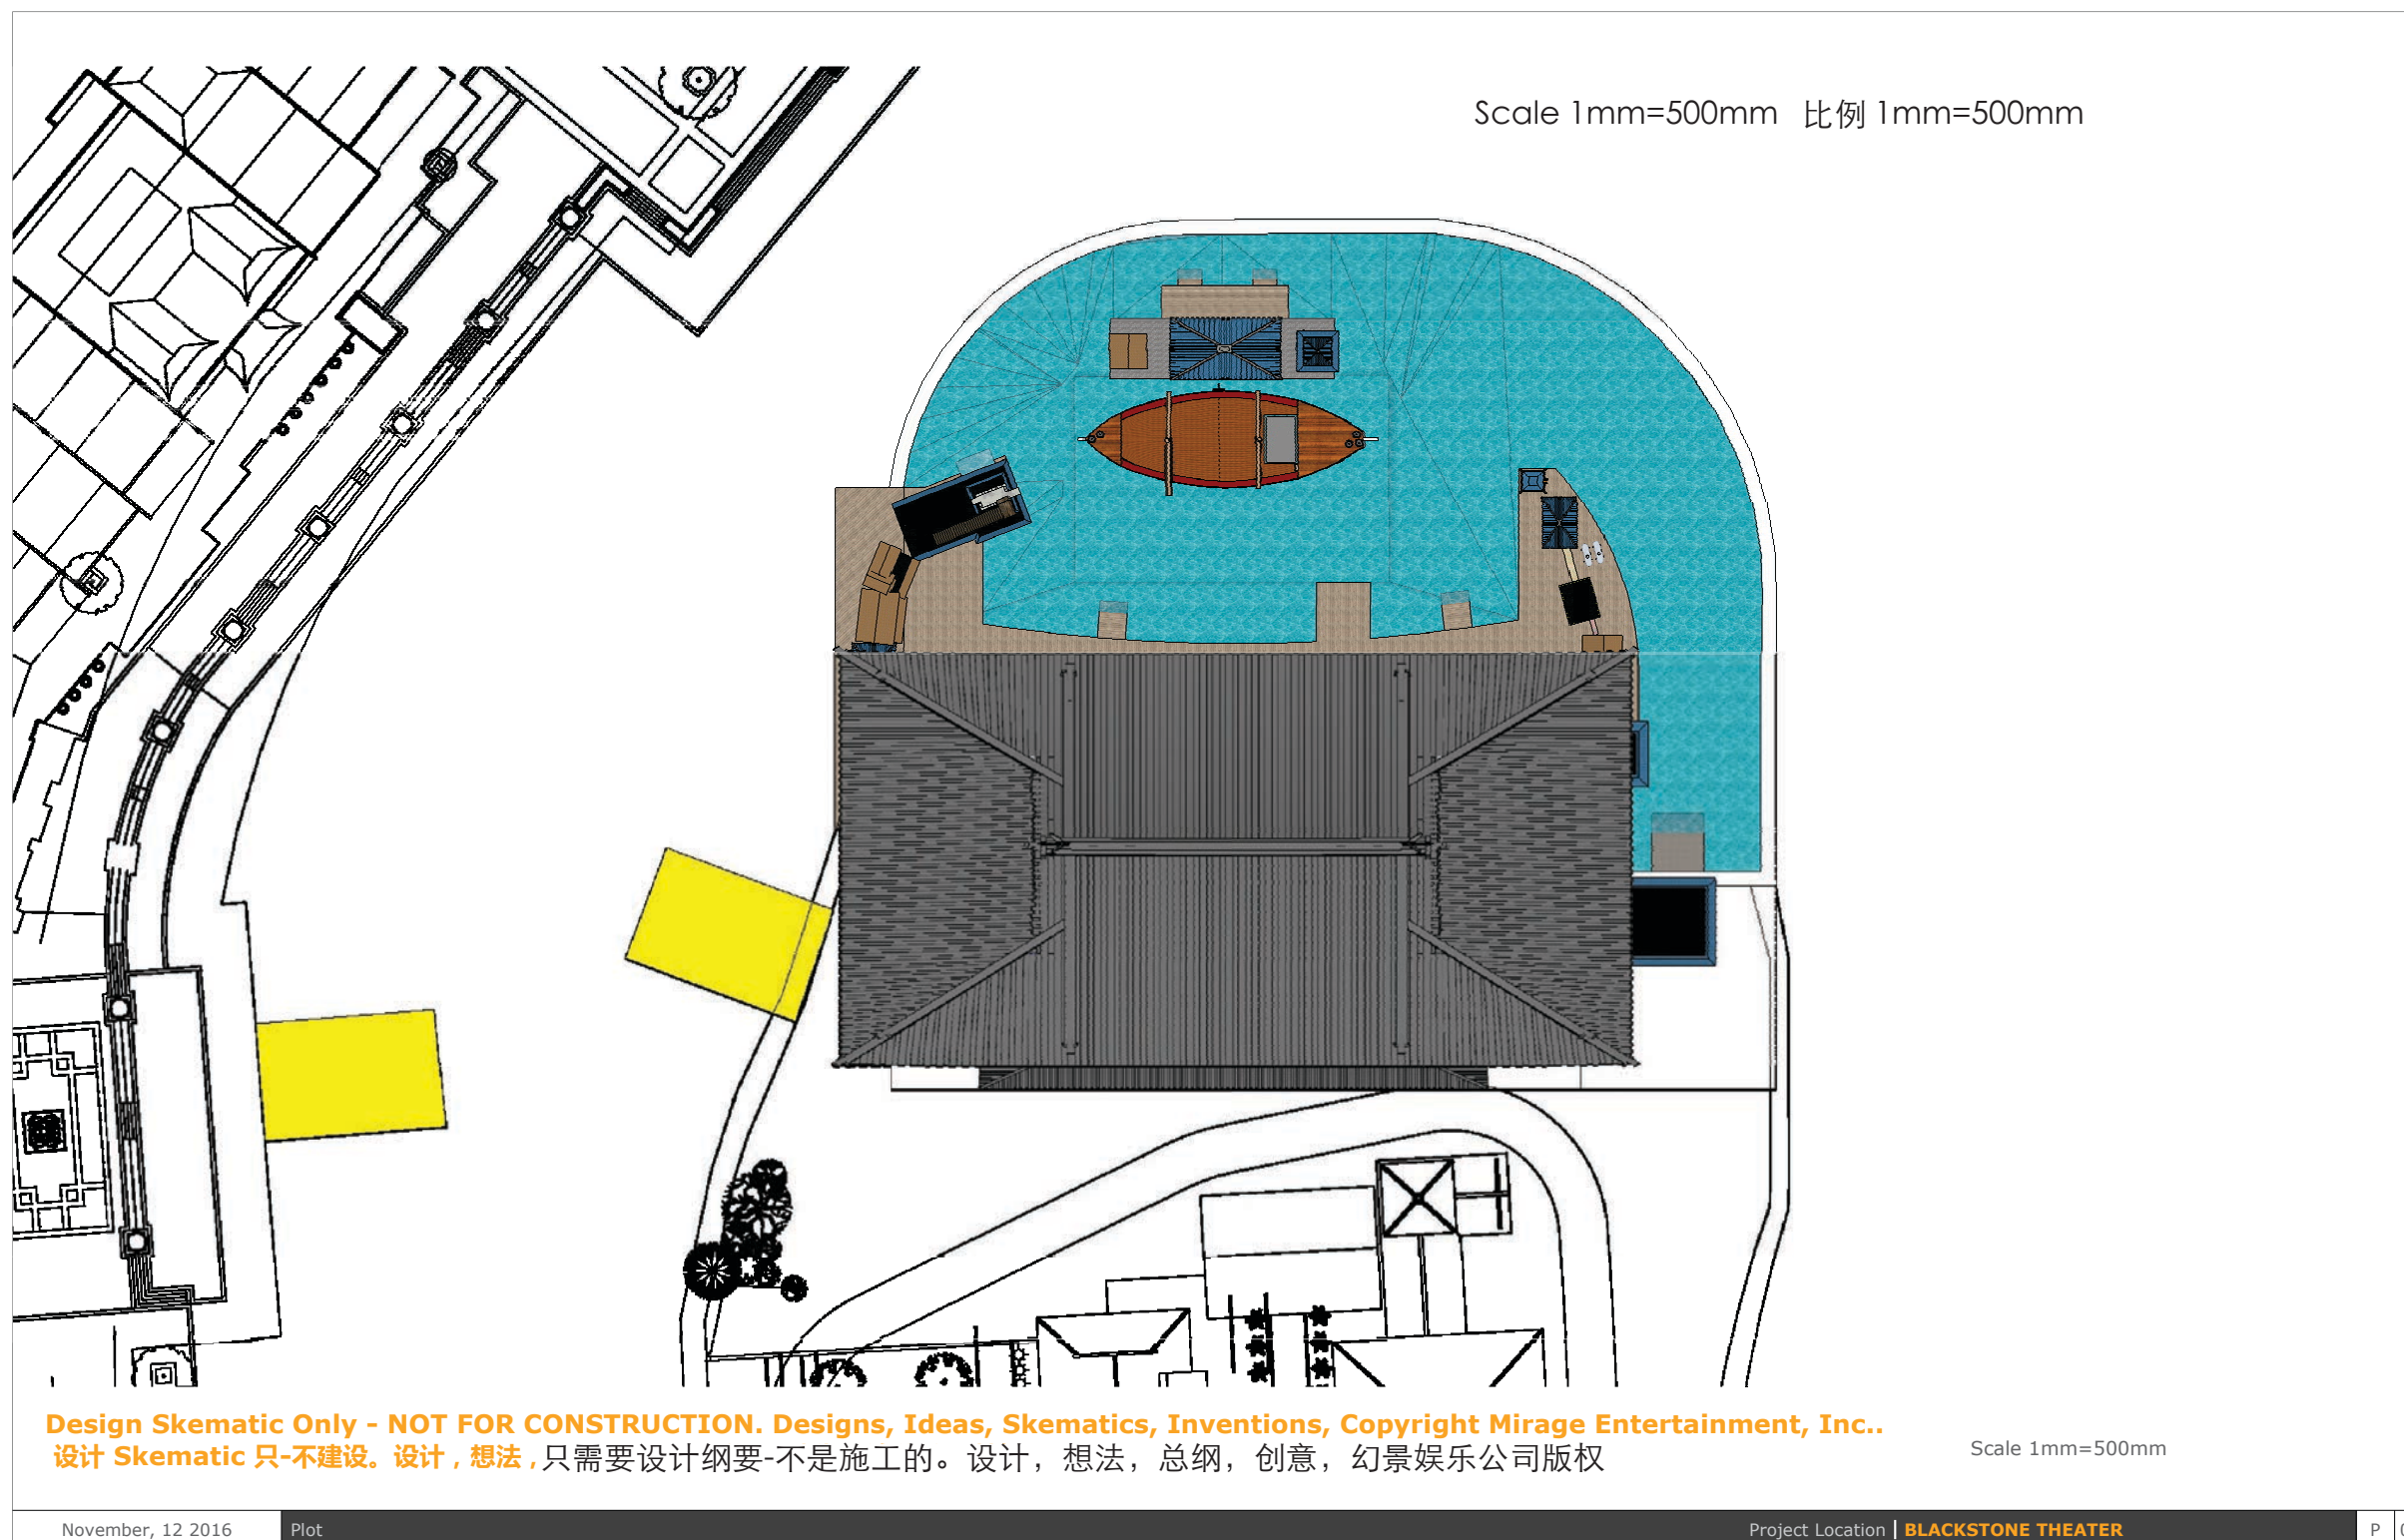 Scale 1mm=500mm 比例 1mm=500mm
Design Skematic Only - NOT FOR CONSTRUCTION. Designs, Ideas, Skematics, Inventions, Copyright Mirage Entertainment, Inc..
设计 Skematic 只-不建设。设计 , 想法 , 只需要设计纲要-不是施工的。设计，想法，总纲，创意，幻景娱乐公司版权
Scale 1mm=500mm
November, 12 2016 Plot Project Location | BLACKSTONE THEATER P